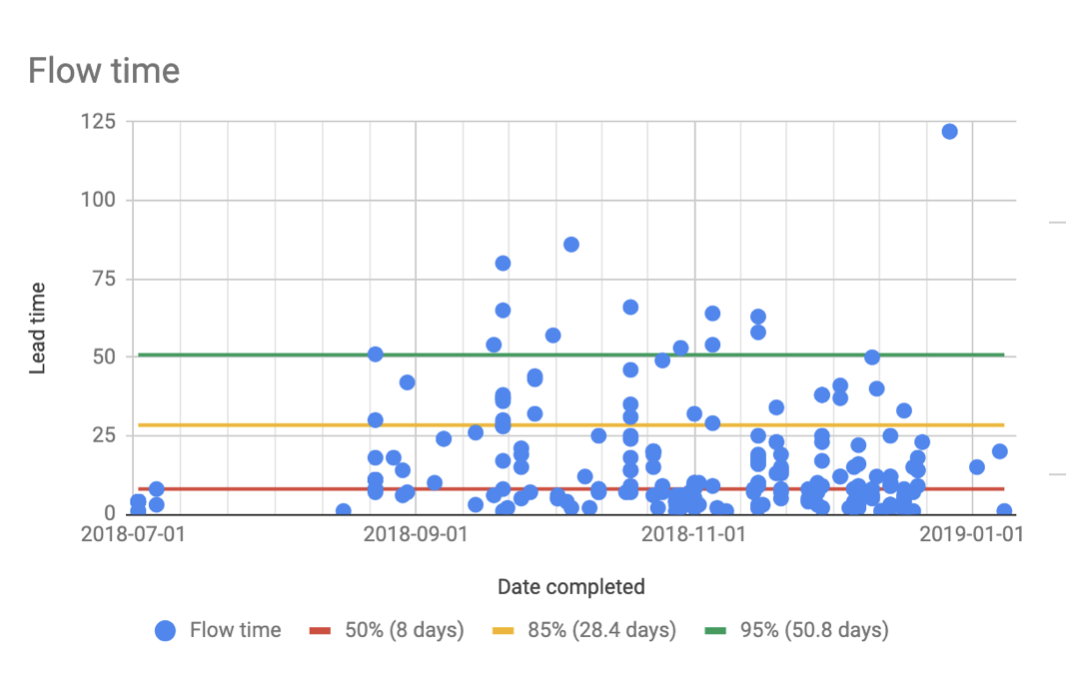 Flow time
125
100
75
50
25
0
Lead time
2018-07-01 2018-09-01 2018-11-01 2019-01-01
Date completed
Flow time 50% (8 days) 85% (28.4 days) 95% (50.8 days)